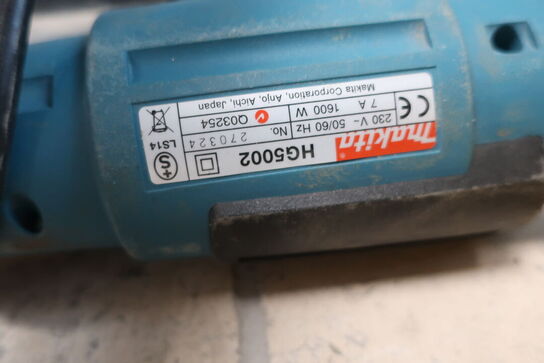 makita HG5002
230 V~ 50/60 Hz No. 270324
7 A 1600 W Q03254
Makita Corporation, Anjo, Aichi, Japan
CE
S
LS14